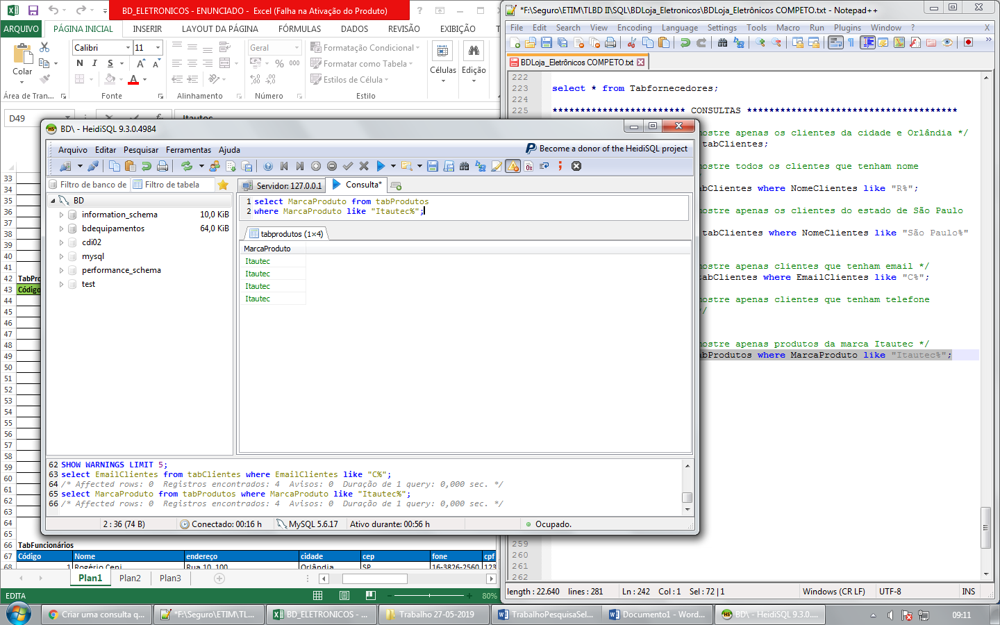 BD_ELETRONICOS - ENUNCIADO -  Excel (Falha na Ativação do Produto)
ARQUIVO PÁGINA INICIAL INSERIR LAYOUT DA PÁGINA FÓRMULAS DADOS REVISÃO EXIBIÇÃO
Colar
Calibri 11
N I S
Geral
% 000
Formatação Condicional
Formatar como Tabela
Estilos de Célula
Células
Edição
Área de Tran... Fonte Alinhamento Número Estilo
D49
*F:\Seguro\ETIM\TLBD II\SQL\BDLoja_Eletronicos\BDLoja_Eletrônicos COMPETO.txt - Notepad++
File Edit Search View Encoding Language Settings Tools Macro Run Plugins Window ? X
BDLoja_Eletrônicos COMPETO.txt
222
223 select * from Tabfornecedores;
224
225 ************************ CONSULTAS **************************************
mostre apenas os clientes da cidade e Orlândia */
tabClientes;
mostre todos os clientes que tenham nome
abClientes where NomeClientes like "R%";
mostre apenas os clientes do estado de São Paulo
tabClientes where NomeClientes like "São Paulo%"
mostre apenas clientes que tenham email */
tabClientes where EmailClientes like "C%";
mostre apenas clientes que tenham telefone
*/
mostre apenas produtos da marca Itautec */
abProdutos where MarcaProduto like "Itautec%";
259
260
261
262
length : 22.640 lines : 281 Ln : 242 Col : 1 Sel : 72 | 1 Windows (CR LF) UTF-8 INS
BD\ - HeidiSQL 9.3.0.4984
Arquivo Editar Pesquisar Ferramentas Ajuda
Become a donor of the HeidiSQL project
Filtro de banco de
Filtro de tabela
Servidor: 127.0.0.1
Consulta*
BD
information_schema 10,0 KiB
bdequipamentos 64,0 KiB
cdi02
mysql
performance_schema
test
1 select MarcaProduto from tabProdutos
2 where MarcaProduto like "Itautec%";
tabprodutos (1×4)
MarcaProduto
Itautec
Itautec
Itautec
Itautec
62 SHOW WARNINGS LIMIT 5;
63 select EmailClientes from tabClientes where EmailClientes like "C%";
64 /* Affected rows: 0  Registros encontrados: 4  Avisos: 0  Duração de 1 query: 0,000 sec. */
65 select MarcaProduto from tabProdutos where MarcaProduto like "Itautec%";
66 /* Affected rows: 0  Registros encontrados: 4  Avisos: 0  Duração de 1 query: 0,000 sec. */
2 : 36 (74 B) Conectado: 00:16 h MySQL 5.6.17 Ativo durante: 00:56 h Ocupado.
33
34
35
36
37
38
39
40
41
42 TabPro
43 Código
44
45
46
47
48
49
50
51
52
53
54
55
56
57
58
59
60
61
62
63
64
65
66 TabFuncionários
67 Código Nome endereço cidade cep fone cpf
68 1 Rogério Ceni Rua 10, 100 Orlândia SP 16-3826-2560 123
Plan1 Plan2 Plan3
EDITA 80%
Criar uma consulta q...
*F:\Seguro\ETIM\TL...
BD_ELETRONICOS - ...
Trabalho 27-05-2019
TrabalhoPesquisaSel...
Documento1 - Word...
BD\ - HeidiSQL 9.3.0....
09:11